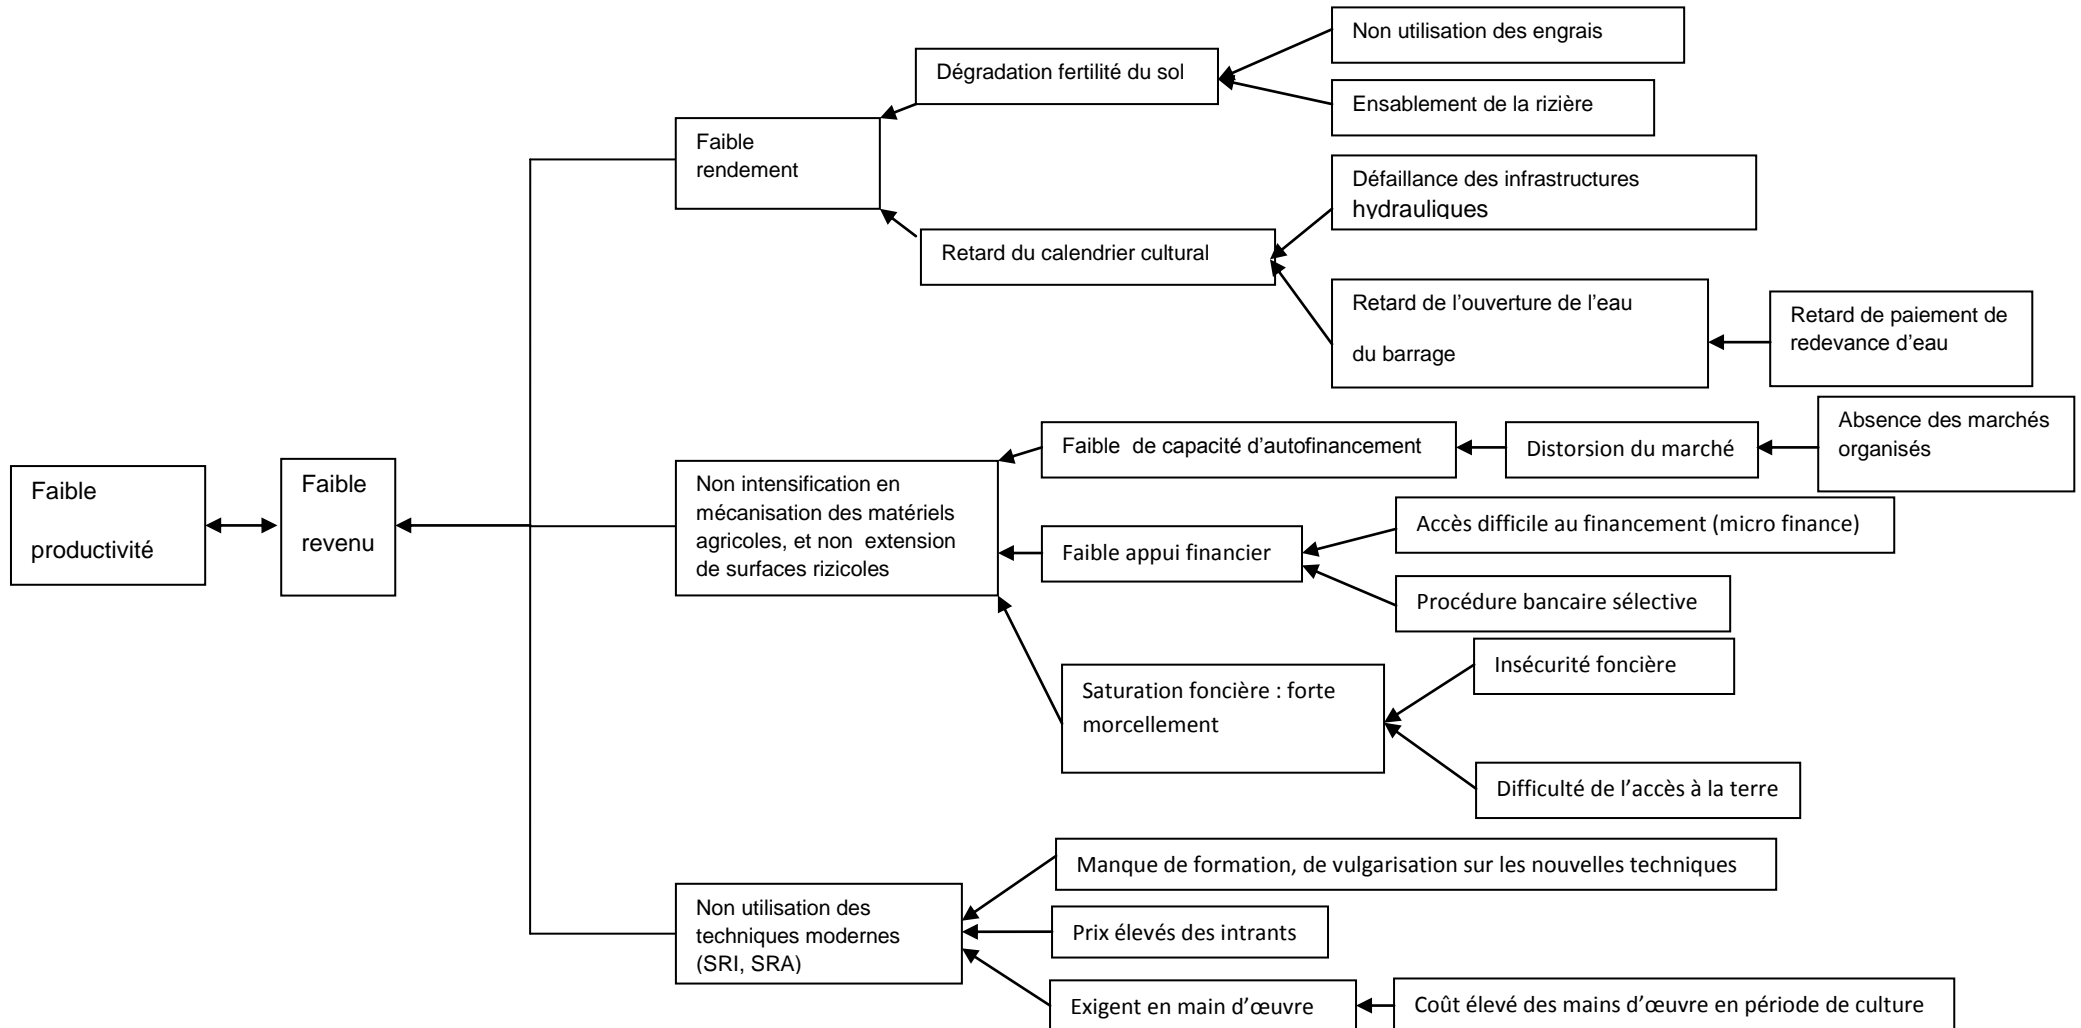 Non utilisation des engrais
Dégradation fertilité du sol
Ensablement de la rizière
Faible
rendement
Défaillance des infrastructures
hydrauliques
Retard du calendrier cultural
Retard de l'ouverture de l'eau
du barrage
Retard de paiement de
redevance d'eau
Faible
productivité
Faible
revenu
Non intensification en
mécanisation des matériels
agricoles, et non extension
de surfaces rizicoles
Faible de capacité d'autofinancement
Distorsion du marché
Absence des marchés
organisés
Faible appui financier
Accès difficile au financement (micro finance)
Procédure bancaire sélective
Saturation foncière : forte
morcellement
Insécurité foncière
Difficulté de l'accès à la terre
Non utilisation des
techniques modernes
(SRI, SRA)
Manque de formation, de vulgarisation sur les nouvelles techniques
Prix élevés des intrants
Exigent en main d'œuvre
Coût élevé des mains d'œuvre en période de culture